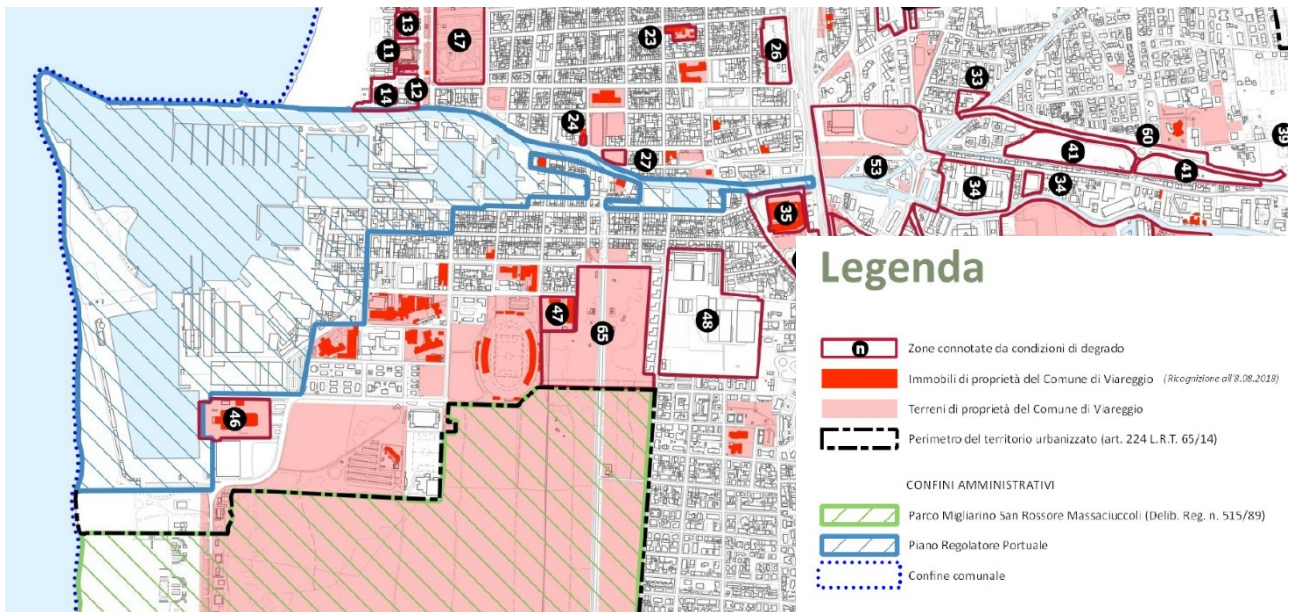 13
11
17
12
14
23
26
24
27
33
60
39
41
41
53
34
34
35
47
65
48
46
Legenda
n Zone connotate da condizioni di degrado
Immobili di proprietà del Comune di Viareggio (Ricognizione all'8.08.2018)
Terreni di proprietà del Comune di Viareggio
Perimetro del territorio urbanizzato (art. 224 L.R.T. 65/14)
CONFINI AMMINISTRATIVI
Parco Migliarino San Rossore Massaciuccoli (Delib. Reg. n. 515/89)
Piano Regolatore Portuale
Confine comunale